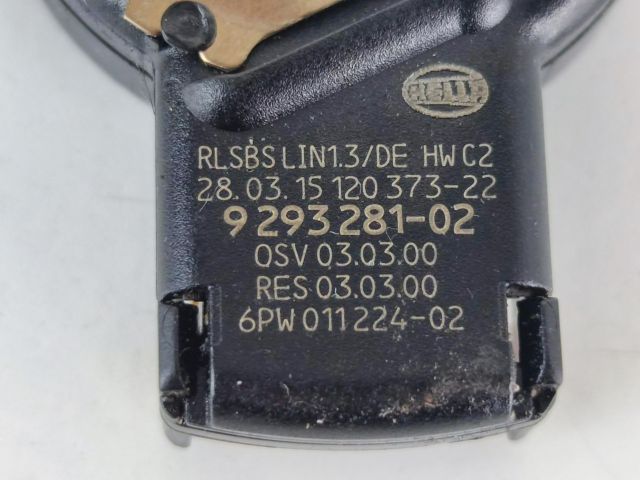 HELLA
RLSBS LIN1.3/DE HW C2
28.03.15 120 373-22
9 293 281-02
OSV 03.03.00
RES 03.03.00
6PW 011 224-02